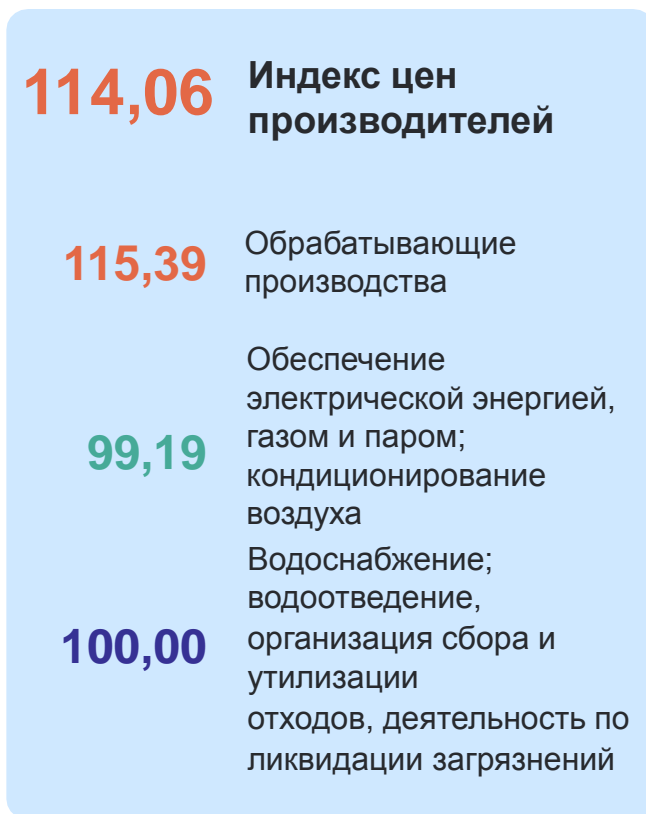 114,06 Индекс цен
производителей
115,39 Обрабатывающие
производства
Обеспечение
электрической энергией,
газом и паром;
99,19
кондиционирование
воздуха
Водоснабжение;
водоотведение,
100,00 организация сбора и
утилизации
отходов, деятельность по
ликвидации загрязнений